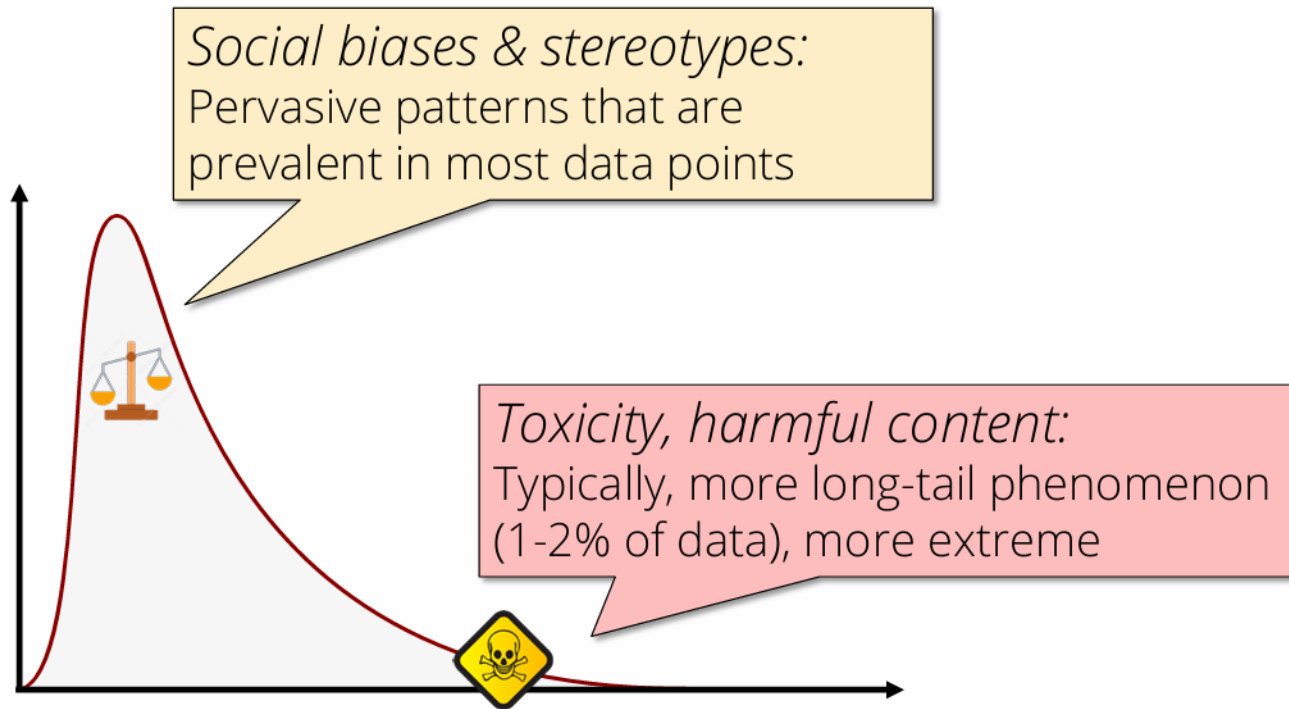 Social biases & stereotypes:
Pervasive patterns that are
prevalent in most data points
Toxicity, harmful content:
Typically, more long-tail phenomenon
(1-2% of data), more extreme